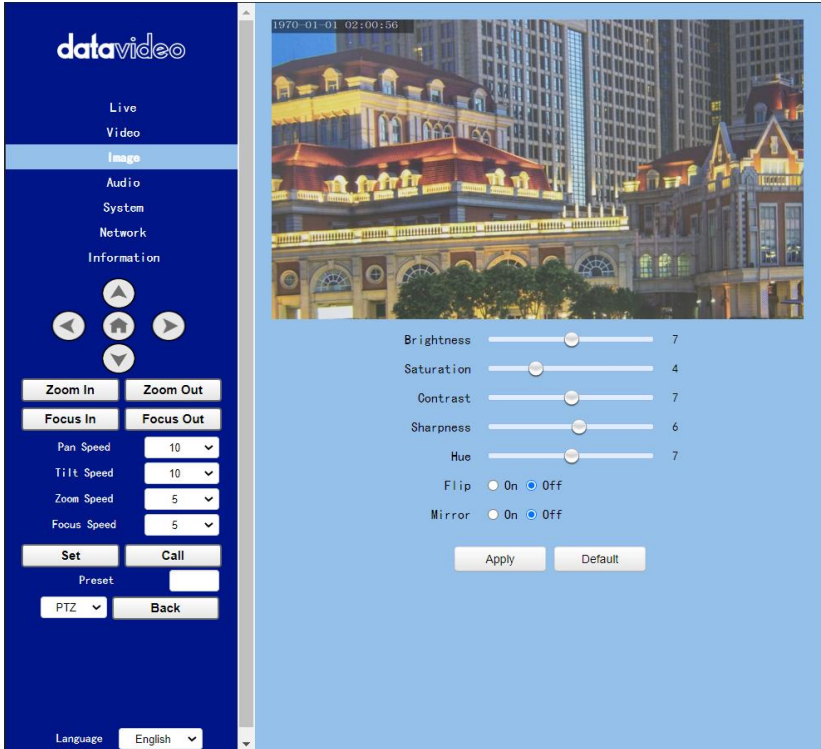 datavideo
Live
Video
Image
Audio
System
Network
Information
Zoom In Zoom Out
Focus In Focus Out
Pan Speed 10
Tilt Speed 10
Zoom Speed 5
Focus Speed 5
Set Call
Preset
PTZ Back
Language English
1970-01-01 02:00:56
Brightness 7
Saturation 4
Contrast 7
Sharpness 6
Hue 7
Flip On Off
Mirror On Off
Apply Default